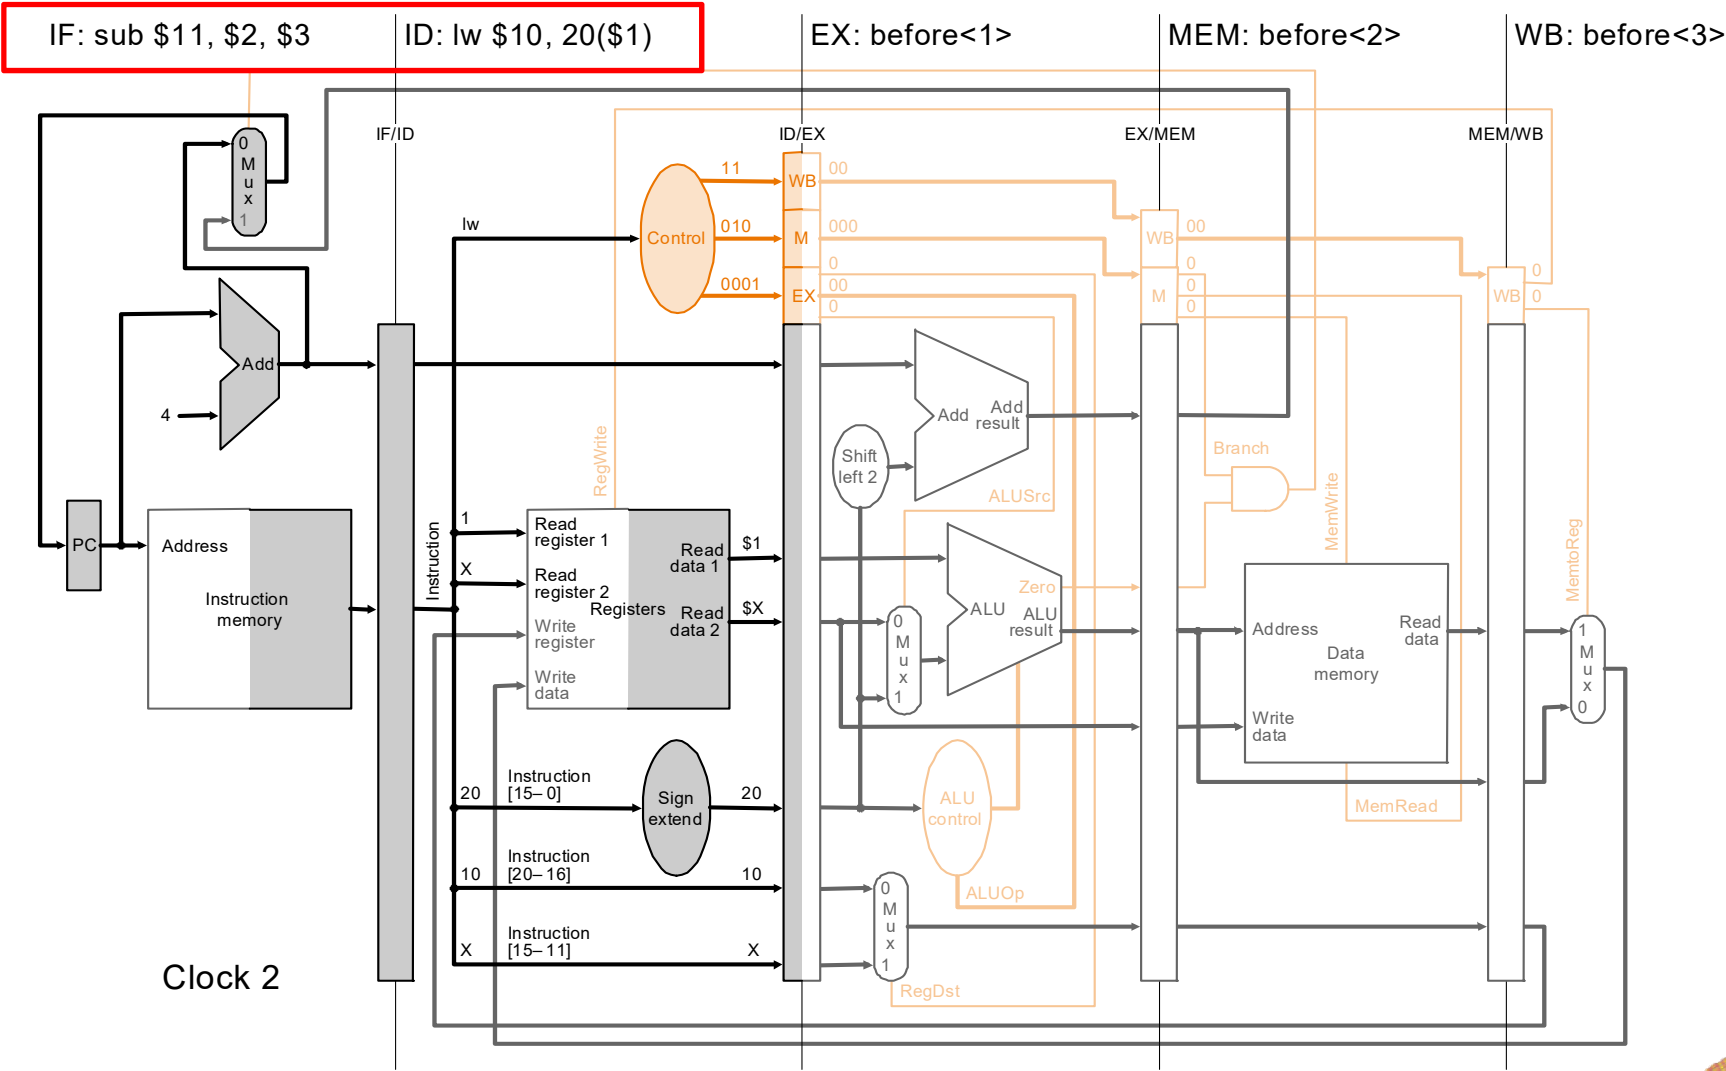 IF: sub $11, $2, $3
ID: lw $10, 20($1)
EX: before<1>
MEM: before<2>
WB: before<3>
IF/ID
ID/EX
EX/MEM
MEM/WB
0
M
u
x
1
lw
Control
11
010
0001
WB
M
EX
00
000
0
00
0
WB
M
00
0
0
0
WB
0
0
Add
4
RegWrite
Add
Add
result
Shift
left 2
ALUSrc
Branch
MemWrite
MemtoReg
PC
Address
Instruction
memory
Instruction
1
X
Read
register 1
Read
register 2
Registers
Write
register
Write
data
Read
data 1
Read
data 2
$1
$X
0
M
u
x
1
ALU
Zero
ALU
result
Address
Data
memory
Write
data
Read
data
1
M
u
x
0
Instruction
[15–0]
20
Sign
extend
20
ALU
control
MemRead
Instruction
[20–16]
10
10
ALUOp
0
M
u
x
1
Instruction
[15–11]
X
X
RegDst
Clock 2